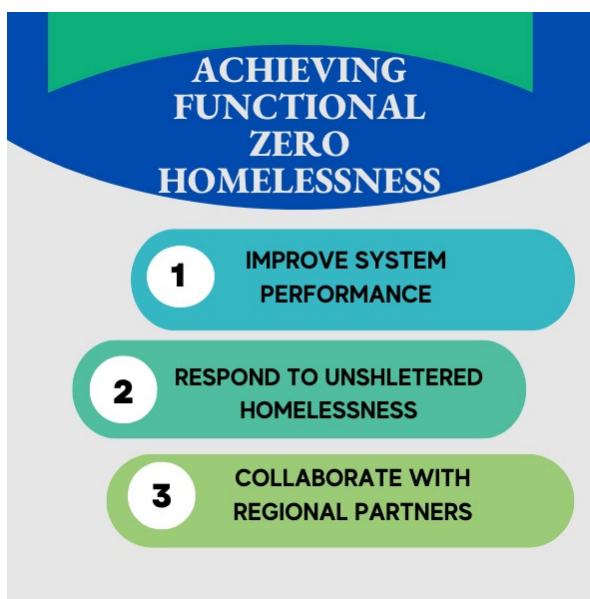 ACHIEVING
FUNCTIONAL
ZERO
HOMELESSNESS
1
IMPROVE SYSTEM
PERFORMANCE
2
RESPOND TO UNSHLETERED
HOMELESSNESS
3
COLLABORATE WITH
REGIONAL PARTNERS